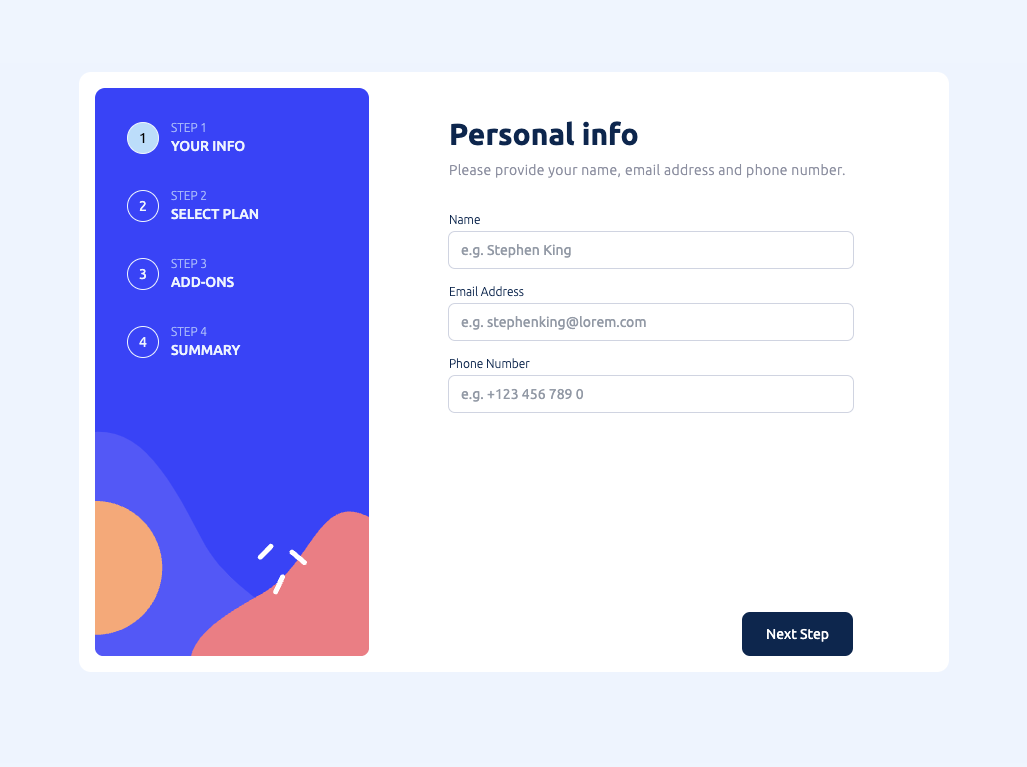 1
STEP 1
YOUR INFO
2
STEP 2
SELECT PLAN
3
STEP 3
ADD-ONS
4
STEP 4
SUMMARY
Personal info
Please provide your name, email address and phone number.
Name
e.g. Stephen King
Email Address
e.g. stephenking@lorem.com
Phone Number
e.g. +123 456 789 0
Next Step